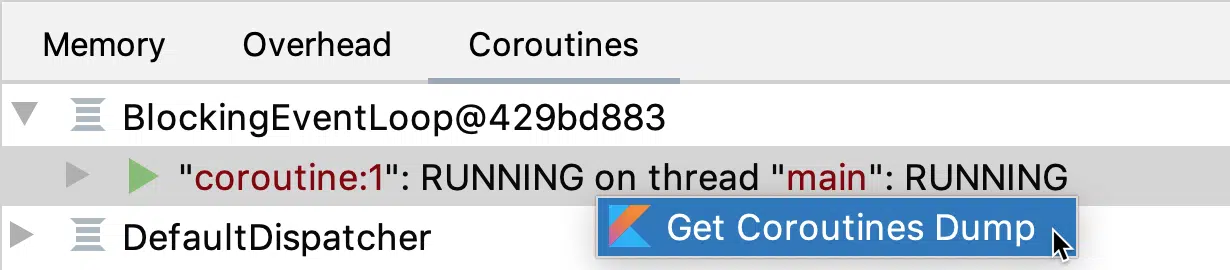 Memory Overhead Coroutines
BlockingEventLoop@429bd883
"coroutine:1": RUNNING on thread "main": RUNNING
Get Coroutines Dump
DefaultDispatcher